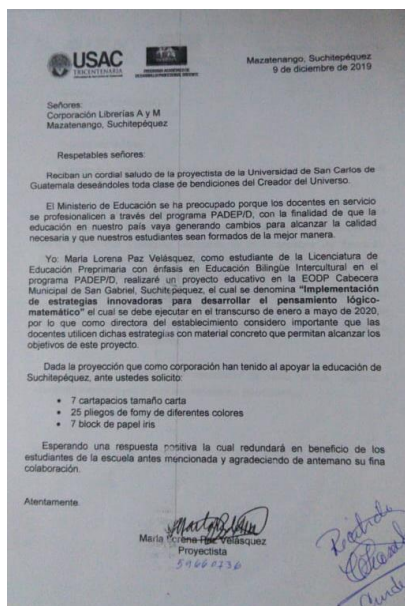 USAC
TRICENTENARIA
Mazatenango, Suchitepéquez
9 de diciembre de 2019
Señores:
Corporación Librerías A y M
Mazatenango, Suchitepéquez
Respetables señores:
Reciban un cordial saludo de la proyectista de la Universidad de San Carlos de
Guatemala deseándoles toda clase de bendiciones del Creador del Universo.
El Ministerio de Educación se ha preocupado porque los docentes en servicio
se profesionalicen a través del programa PADEP/D, con la finalidad de que la
educación en nuestro país vaya generando cambios para alcanzar la calidad
necesaria y que nuestros estudiantes sean formados de la mejor manera.
Yo: María Lorena Paz Velásquez, como estudiante de la Licenciatura de
Educación Preprimaria con énfasis en Educación Bilingüe Intercultural en el
programa PADEP/D, realizaré un proyecto educativo en la EODP Cabecera
Municipal de San Gabriel, Suchitepéquez, el cual se denomina "Implementación
de estrategias innovadoras para desarrollar el pensamiento lógico-
matemático" el cual se debe ejecutar en el transcurso de enero a mayo de 2020,
por lo que como directora del establecimiento considero importante que las
docentes utilicen dichas estrategias con material concreto que permitan alcanzar los
objetivos de este proyecto.
Dada la proyección que como corporación han tenido al apoyar la educación de
Suchitepéquez, ante ustedes solicito:
• 7 cartapacios tamaño carta
• 25 pliegos de fomy de diferentes colores
• 7 block de papel iris
Esperando una respuesta positiva la cual redundará en beneficio de los
estudiantes de la escuela antes mencionada y agradeciendo de antemano su fina
colaboración.
Atentamente.
María Lorena Paz Velásquez
Proyectista
59660736
Recibido